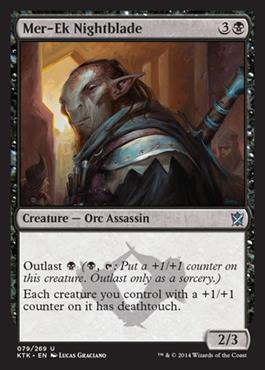 Mer-Ek Nightblade 3
Creature — Orc Assassin
Outlast (, : Put a +1/+1 counter on
this creature. Outlast only as a sorcery.)
Each creature you control with a +1/+1
counter on it has deathtouch.
2/3
079/269 U
KTK • EN Lucas Graciano
™ & © 2014 Wizards of the Coast